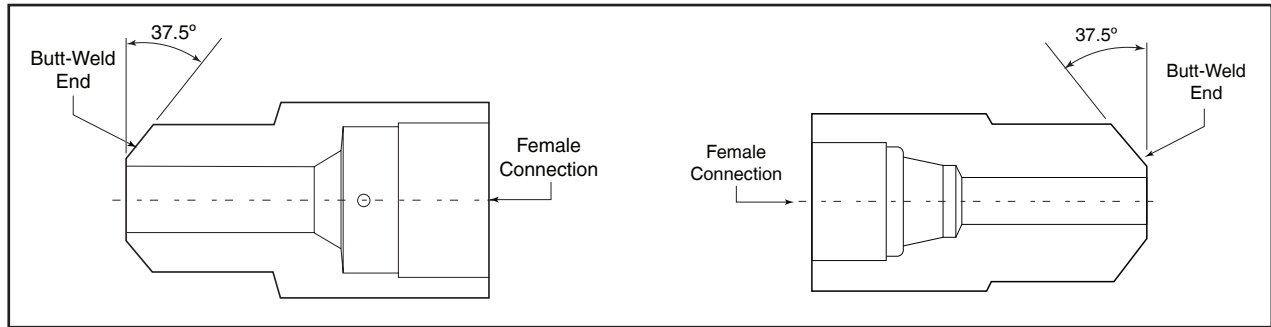 37.5º
Butt-Weld
End
Female
Connection
37.5º
Butt-Weld
End
Female
Connection